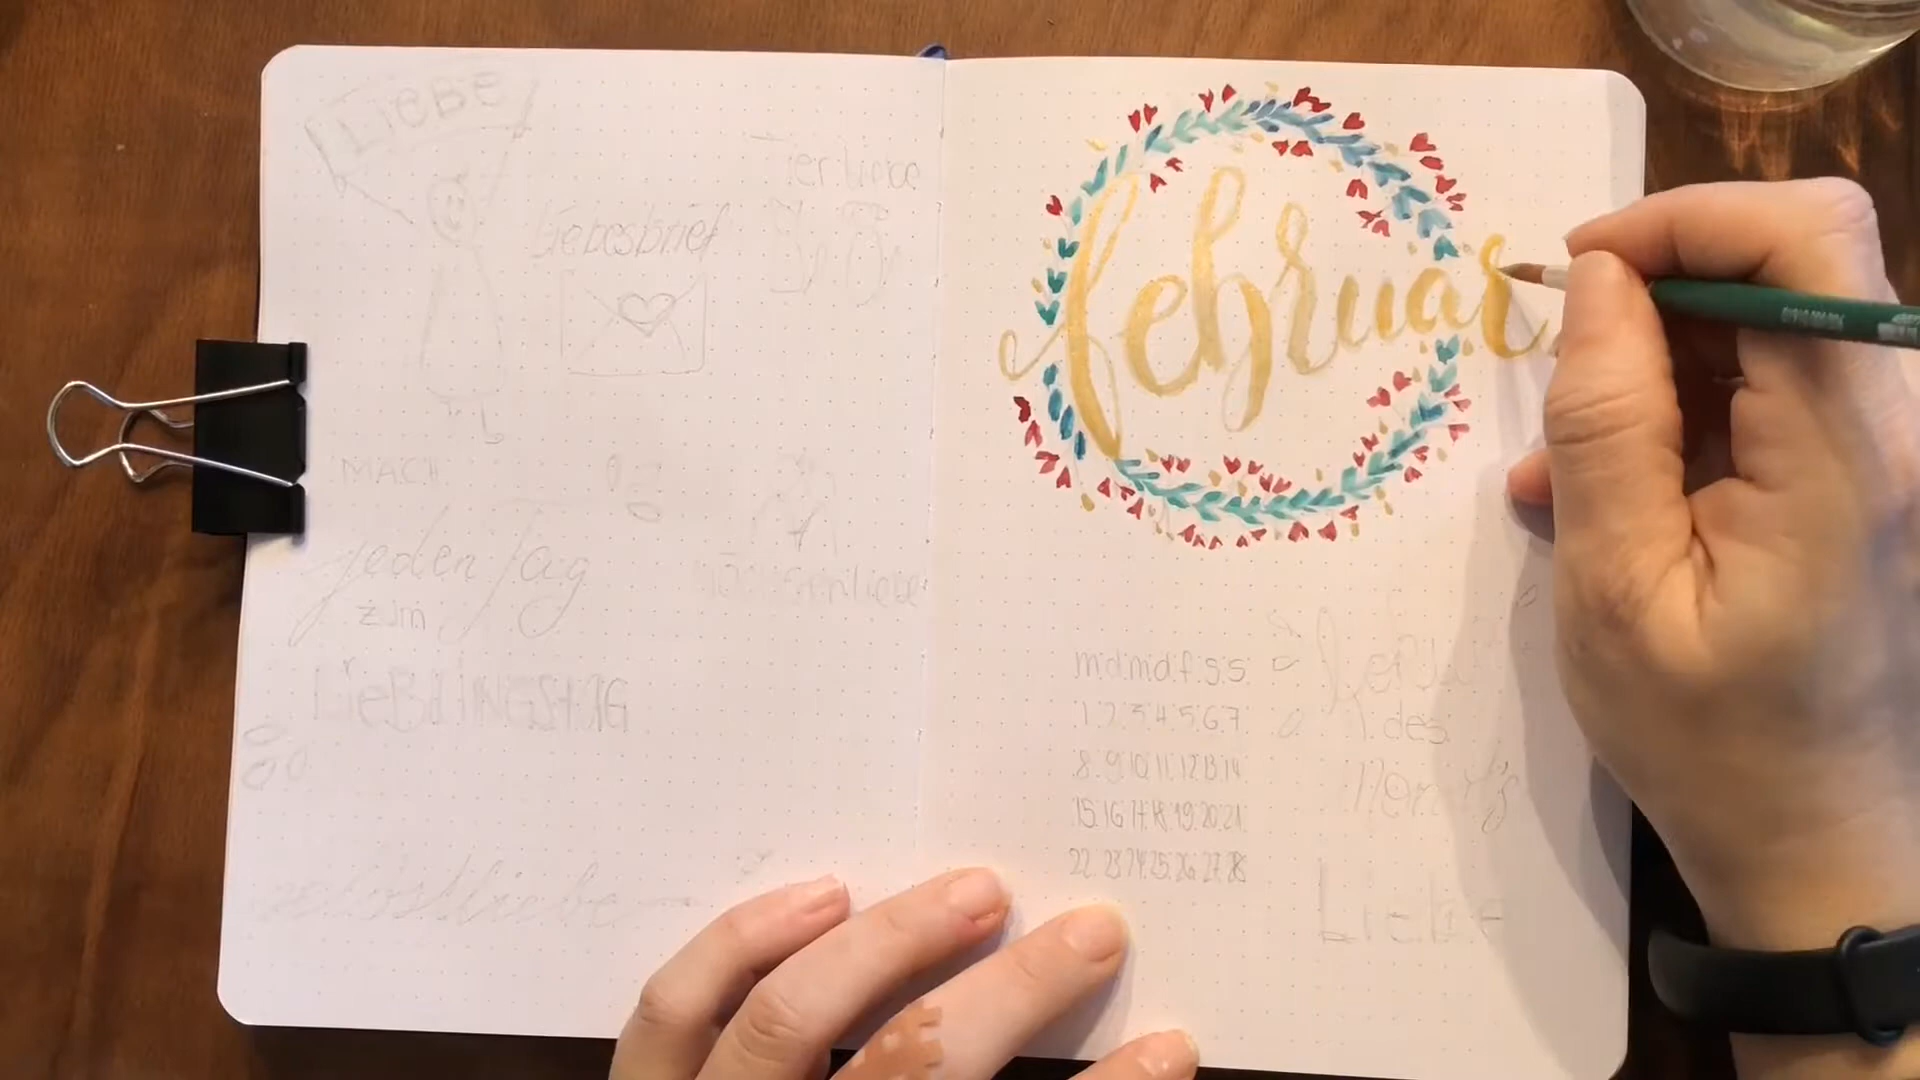 LIEBE
Tierliebe
Liebesbrief
MACH
jeden Tag
zum
LieBLiNGSTAG
Nächstenliebe
selbstliebe
februar
m d m d f s s
1 2 3 4 5 6 7
8 9 10 11 12 13 14
15 16 17 18 19 20 21
22 23 24 25 26 27 28
des
Liebe